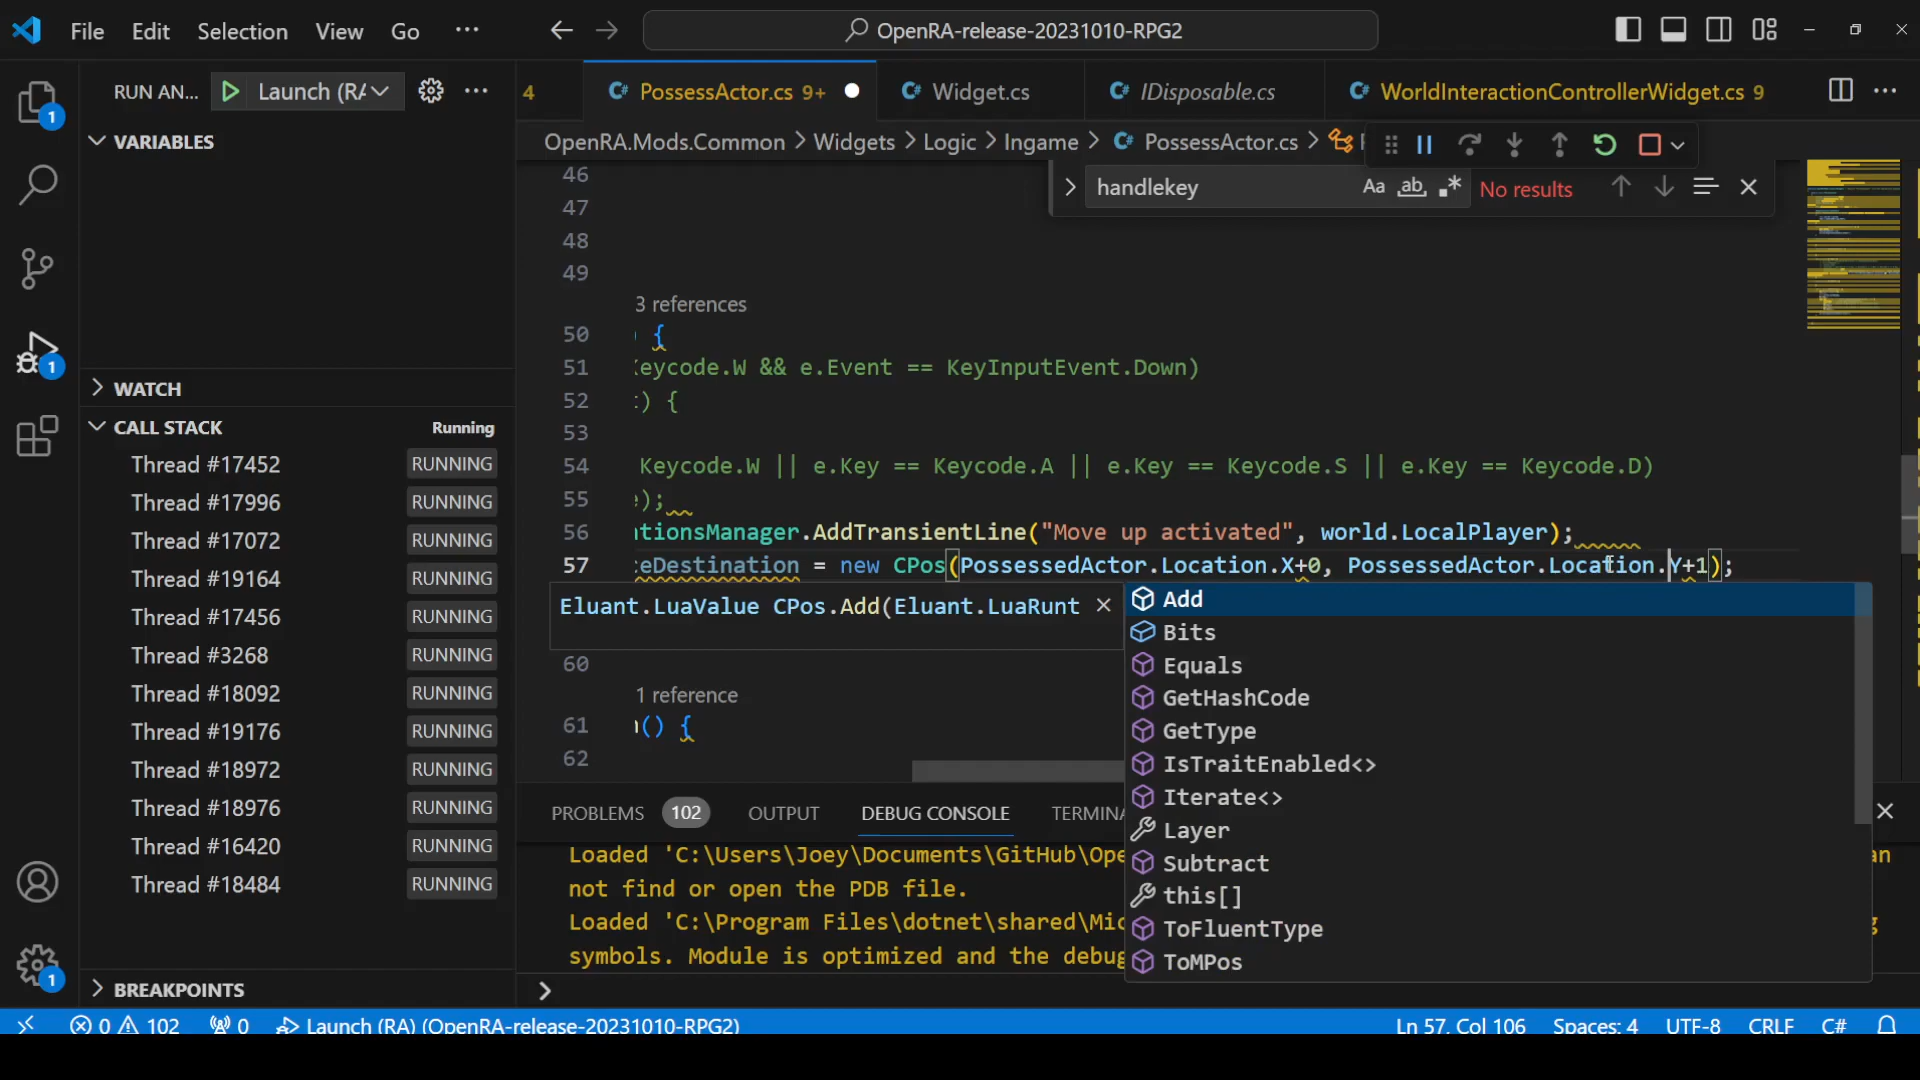 File Edit Selection View Go ··· OpenRA-release-20231010-RPG2
RUN AN... Launch (RA ··· 4 PossessActor.cs 9+ Widget.cs IDisposable.cs WorldInteractionControllerWidget.cs 9 ···
1
VARIABLES
OpenRA.Mods.Common > Widgets > Logic > Ingame > PossessActor.cs >
handlekey Aa ab No results
46
47
48
49
3 references
50 ) {
51 Keycode.W && e.Event == KeyInputEvent.Down)
52 ) {
53
54 Keycode.W || e.Key == Keycode.A || e.Key == Keycode.S || e.Key == Keycode.D)
55 );
56 tionsManager.AddTransientLine("Move up activated", world.LocalPlayer);
57 eDestination = new CPos(PossessedActor.Location.X+0, PossessedActor.Location.Y+1);
Eluant.LuaValue CPos.Add(Eluant.LuaRunt
Add
Bits
Equals
GetHashCode
GetType
IsTraitEnabled<>
Iterate<>
Layer
Subtract
this[]
ToFluentType
ToMPos
60
1 reference
61 () {
62
1
WATCH
CALL STACK Running
Thread #17452 RUNNING
Thread #17996 RUNNING
Thread #17072 RUNNING
Thread #19164 RUNNING
Thread #17456 RUNNING
Thread #3268 RUNNING
Thread #18092 RUNNING
Thread #19176 RUNNING
Thread #18972 RUNNING
Thread #18976 RUNNING
Thread #16420 RUNNING
Thread #18484 RUNNING
BREAKPOINTS
1
PROBLEMS 102 OUTPUT DEBUG CONSOLE TERMINA
Loaded 'C:\Users\Joey\Documents\GitHub\Ope an
not find or open the PDB file.
Loaded 'C:\Program Files\dotnet\shared\Mic g
symbols. Module is optimized and the debug
>
0 102 0 Launch (RA) (OpenRA-release-20231010-RPG2) Ln 57, Col 106 Spaces: 4 UTF-8 CRLF C#